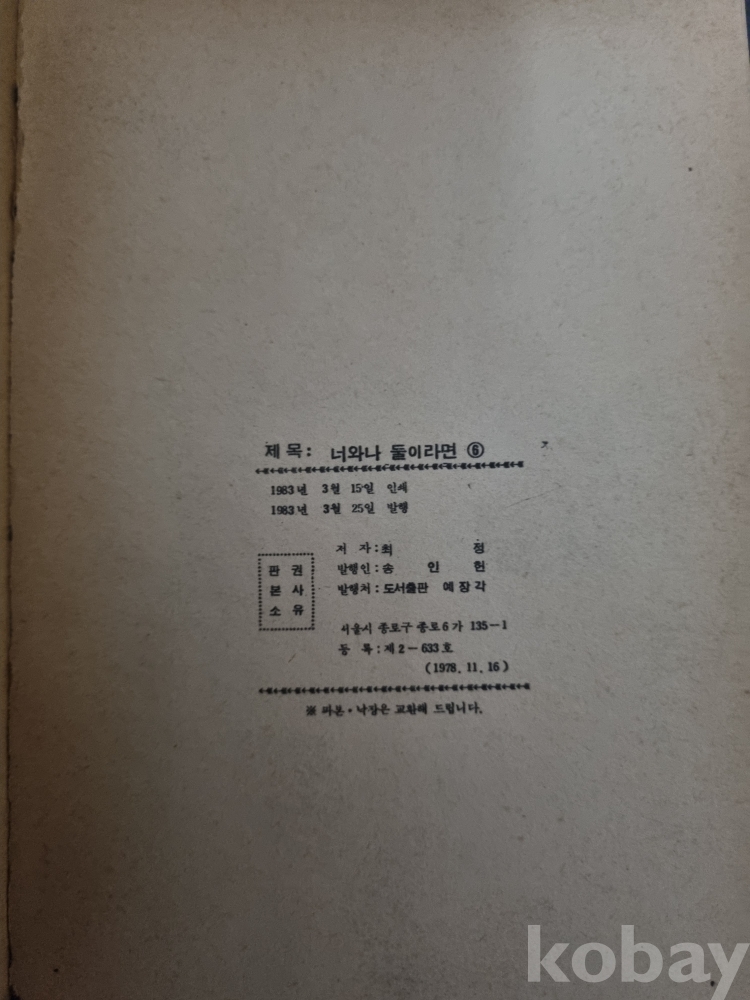 제 목: 너와나 둘이라면 ⑥
1983년 3월 15일 인쇄
1983년 3월 25일 발행
저 자:최 정
발행인:송 인 헌
발행처:도서출판 예장각
판 권
본 사
소 유
서울시 종로구 종로6가 135-1
등 록:제2-633호
(1978. 11. 16)
※ 파본·낙장은 교환해 드립니다.
kobay